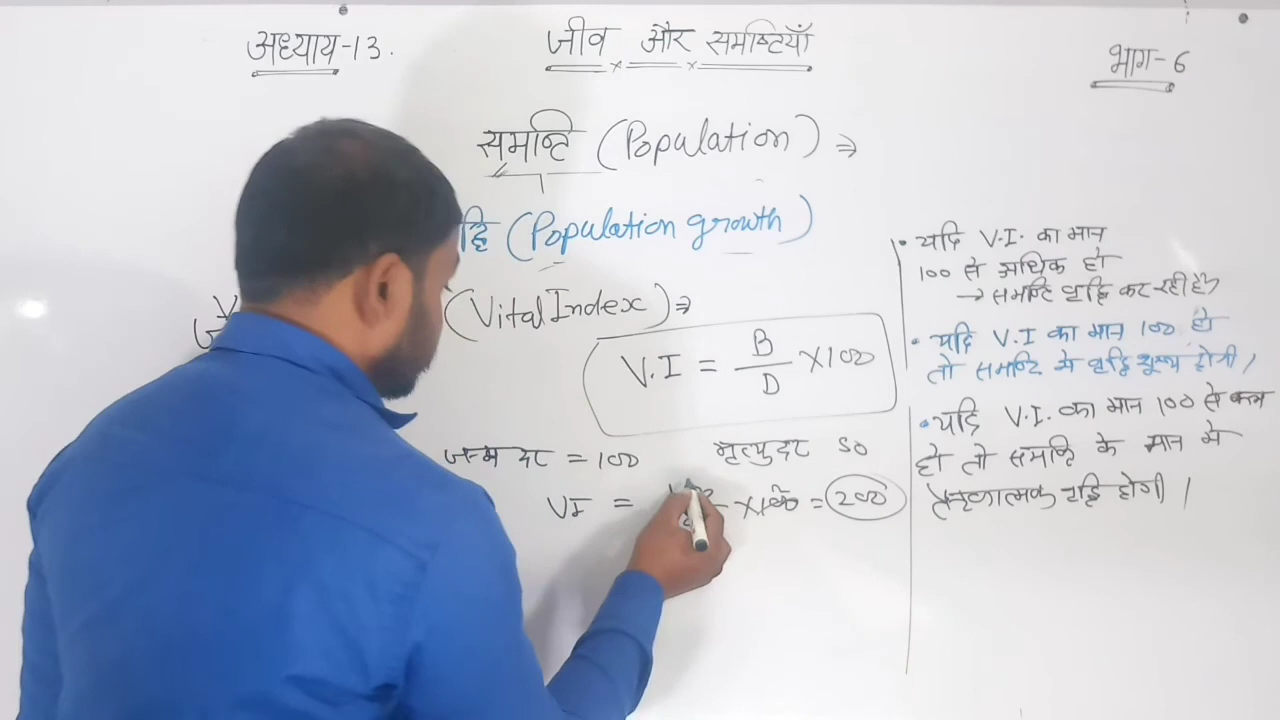 अध्याय-13.
जीव और समष्टियाँ
भाग-6
समष्टि (Population) ⇒
द्धि (Population growth)
(Vital Index) ⇒
V.I = B/D ×100
जन्म दर = 100 मृत्युदर 50
VI = ×100 = 200
• यदि V.I. का मान
100 से अधिक हो
→ समष्टि वृद्धि कर रही है,
• यदि V.I का मान 100 हो
तो समष्टि मे वृद्धि शून्य होगी,
• यदि V.I. का मान 100 से कम
हो तो समष्टि के मान मे
ऋणात्मक वृद्धि होगी।